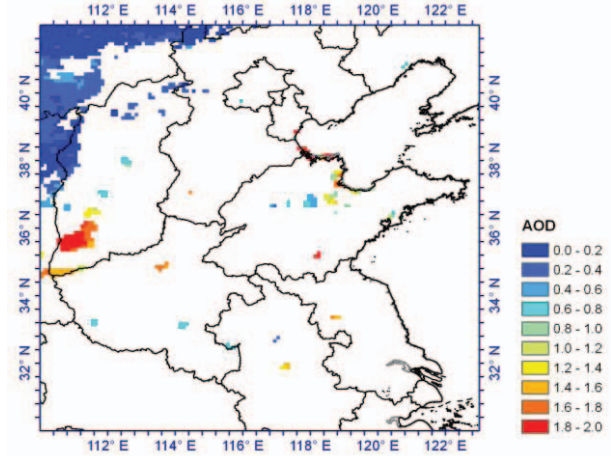 112° E 114° E 116° E 118° E 120° E 122° E
40° N 40° N
38° N 38° N
36° N 36° N
34° N 34° N
32° N 32° N
112° E 114° E 116° E 118° E 120° E 122° E
AOD
0.0 - 0.2
0.2 - 0.4
0.4 - 0.6
0.6 - 0.8
0.8 - 1.0
1.0 - 1.2
1.2 - 1.4
1.4 - 1.6
1.6 - 1.8
1.8 - 2.0